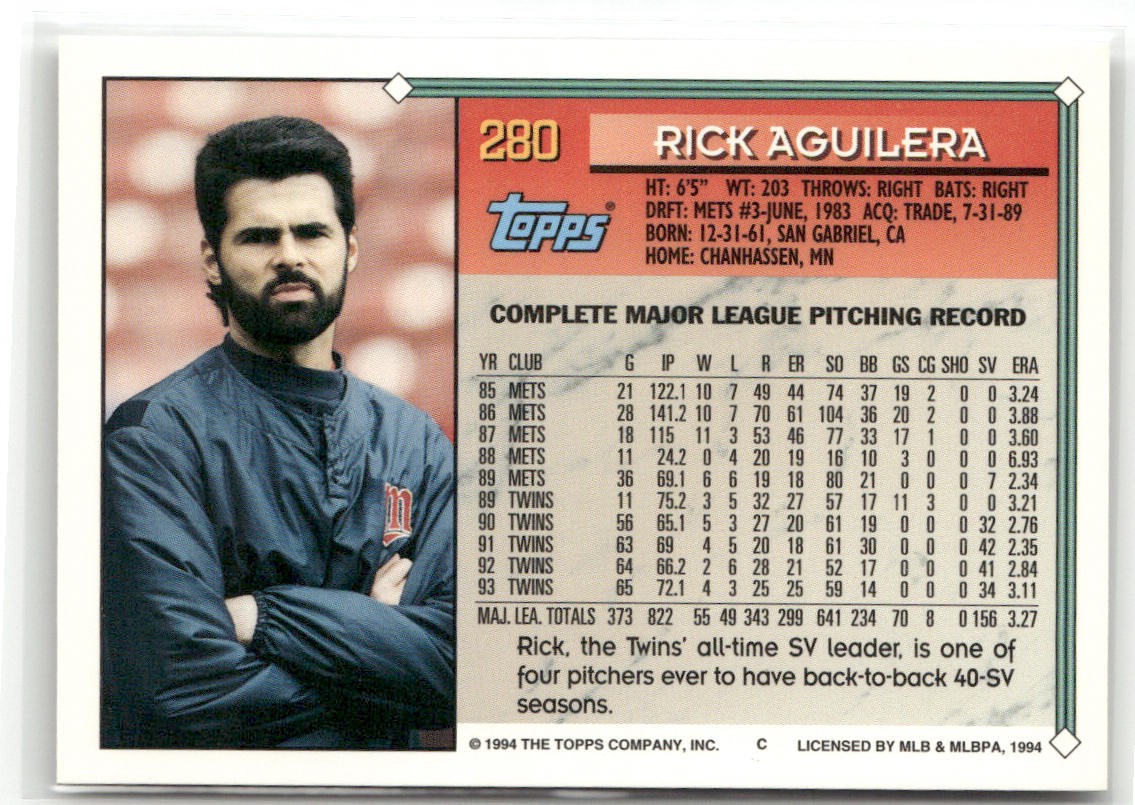 280
RICK AGUILERA
TOPPS®
HT: 6'5" WT: 203 THROWS: RIGHT BATS: RIGHT
DRFT: METS #3-JUNE, 1983 ACQ: TRADE, 7-31-89
BORN: 12-31-61, SAN GABRIEL, CA
HOME: CHANHASSEN, MN
COMPLETE MAJOR LEAGUE PITCHING RECORD
YR CLUB G IP W L R ER SO BB GS CG SHO SV ERA
85 METS 21 122.1 10 7 49 44 74 37 19 2 0 0 3.24
86 METS 28 141.2 10 7 70 61 104 36 20 2 0 0 3.88
87 METS 18 115 11 3 53 46 77 33 17 1 0 0 3.60
88 METS 11 24.2 0 4 20 19 16 10 3 0 0 0 6.93
89 METS 36 69.1 6 6 19 18 80 21 0 0 0 7 2.34
89 TWINS 11 75.2 3 5 32 27 57 17 11 3 0 0 3.21
90 TWINS 56 65.1 5 3 27 20 61 19 0 0 0 32 2.76
91 TWINS 63 69 4 5 20 18 61 30 0 0 0 42 2.35
92 TWINS 64 66.2 2 6 28 21 52 17 0 0 0 41 2.84
93 TWINS 65 72.1 4 3 25 25 59 14 0 0 0 34 3.11
MAJ. LEA. TOTALS 373 822 55 49 343 299 641 234 70 8 0 156 3.27
Rick, the Twins' all-time SV leader, is one of
four pitchers ever to have back-to-back 40-SV
seasons.
m
© 1994 THE TOPPS COMPANY, INC. C LICENSED BY MLB & MLBPA, 1994